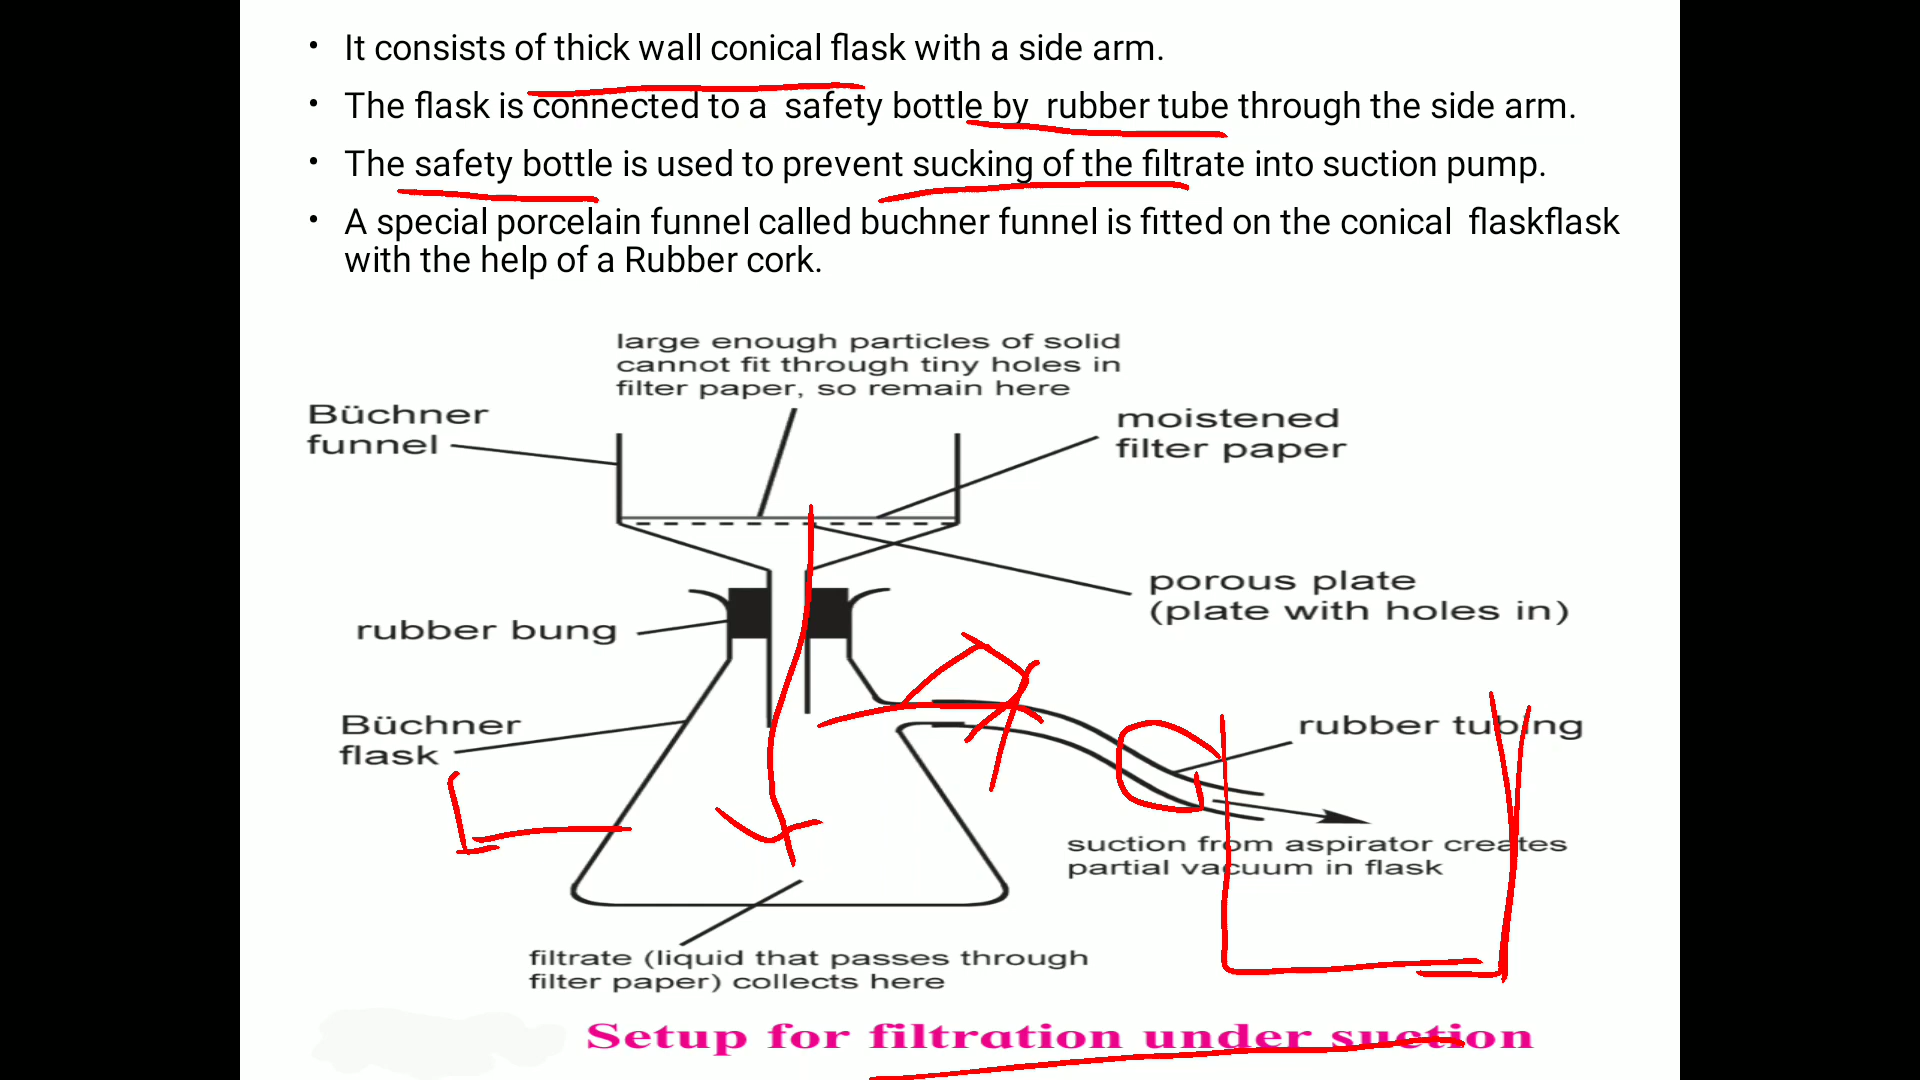 • It consists of thick wall conical flask with a side arm.
• The flask is connected to a safety bottle by rubber tube through the side arm.
• The safety bottle is used to prevent sucking of the filtrate into suction pump.
• A special porcelain funnel called buchner funnel is fitted on the conical flaskflask
with the help of a Rubber cork.
large enough particles of solid
cannot fit through tiny holes in
filter paper, so remain here
Büchner
funnel
moistened
filter paper
porous plate
(plate with holes in)
rubber bung
Büchner
flask
rubber tubing
suction from aspirator creates
partial vacuum in flask
filtrate (liquid that passes through
filter paper) collects here
Setup for filtration under suction